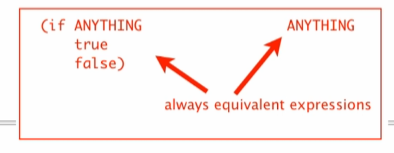 (if ANYTHING
true
false)
ANYTHING
always equivalent expressions